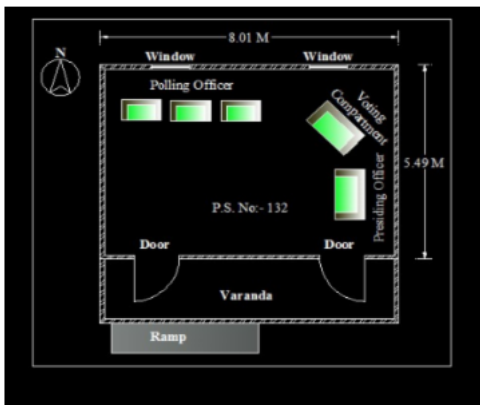 8.01 M
N
Window
Window
Polling Officer
Voting
Compartment
5.49 M
Presiding Officer
P.S. No:- 132
Door
Door
Varanda
Ramp